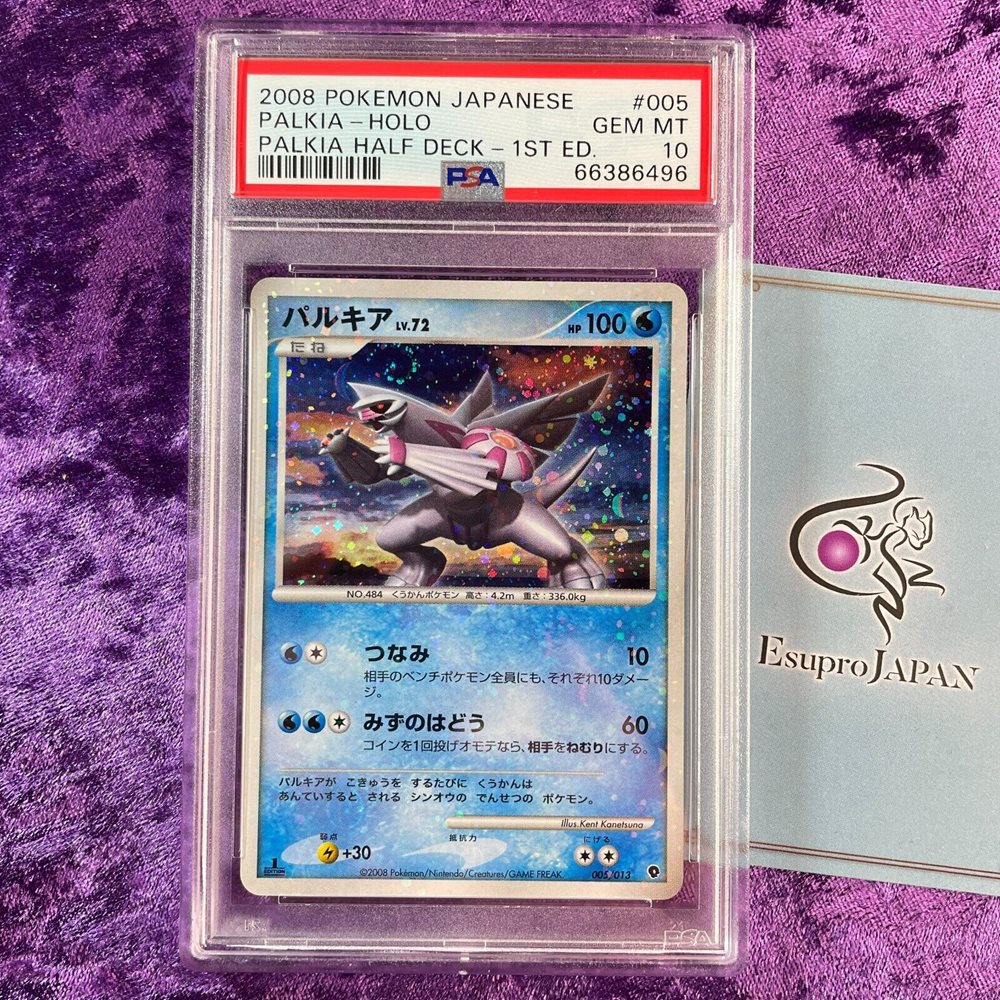 2008 POKEMON JAPANESE #005
PALKIA - HOLO GEM MT
PALKIA HALF DECK - 1ST ED. 10
PSA 66386496
パルキア LV.72 HP 100
たね
NO.484 くうかんポケモン 高さ:4.2m 重さ:336.0kg
つなみ 10
相手のベンチポケモン全員にも、それぞれ10ダメー
ジ。
みずのはどう 60
コインを1回投げオモテなら、相手をねむりにする。
パルキアが こきゅうを するたびに くうかんは
あんていすると される シンオウの でんせつの ポケモン。
Illus.Kent Kanetsuna
弱点 抵抗力 にげる
+30
1 EDITION
©2008 Pokémon/Nintendo/Creatures/GAME FREAK. 005/013
PSA
EsuproJAPAN